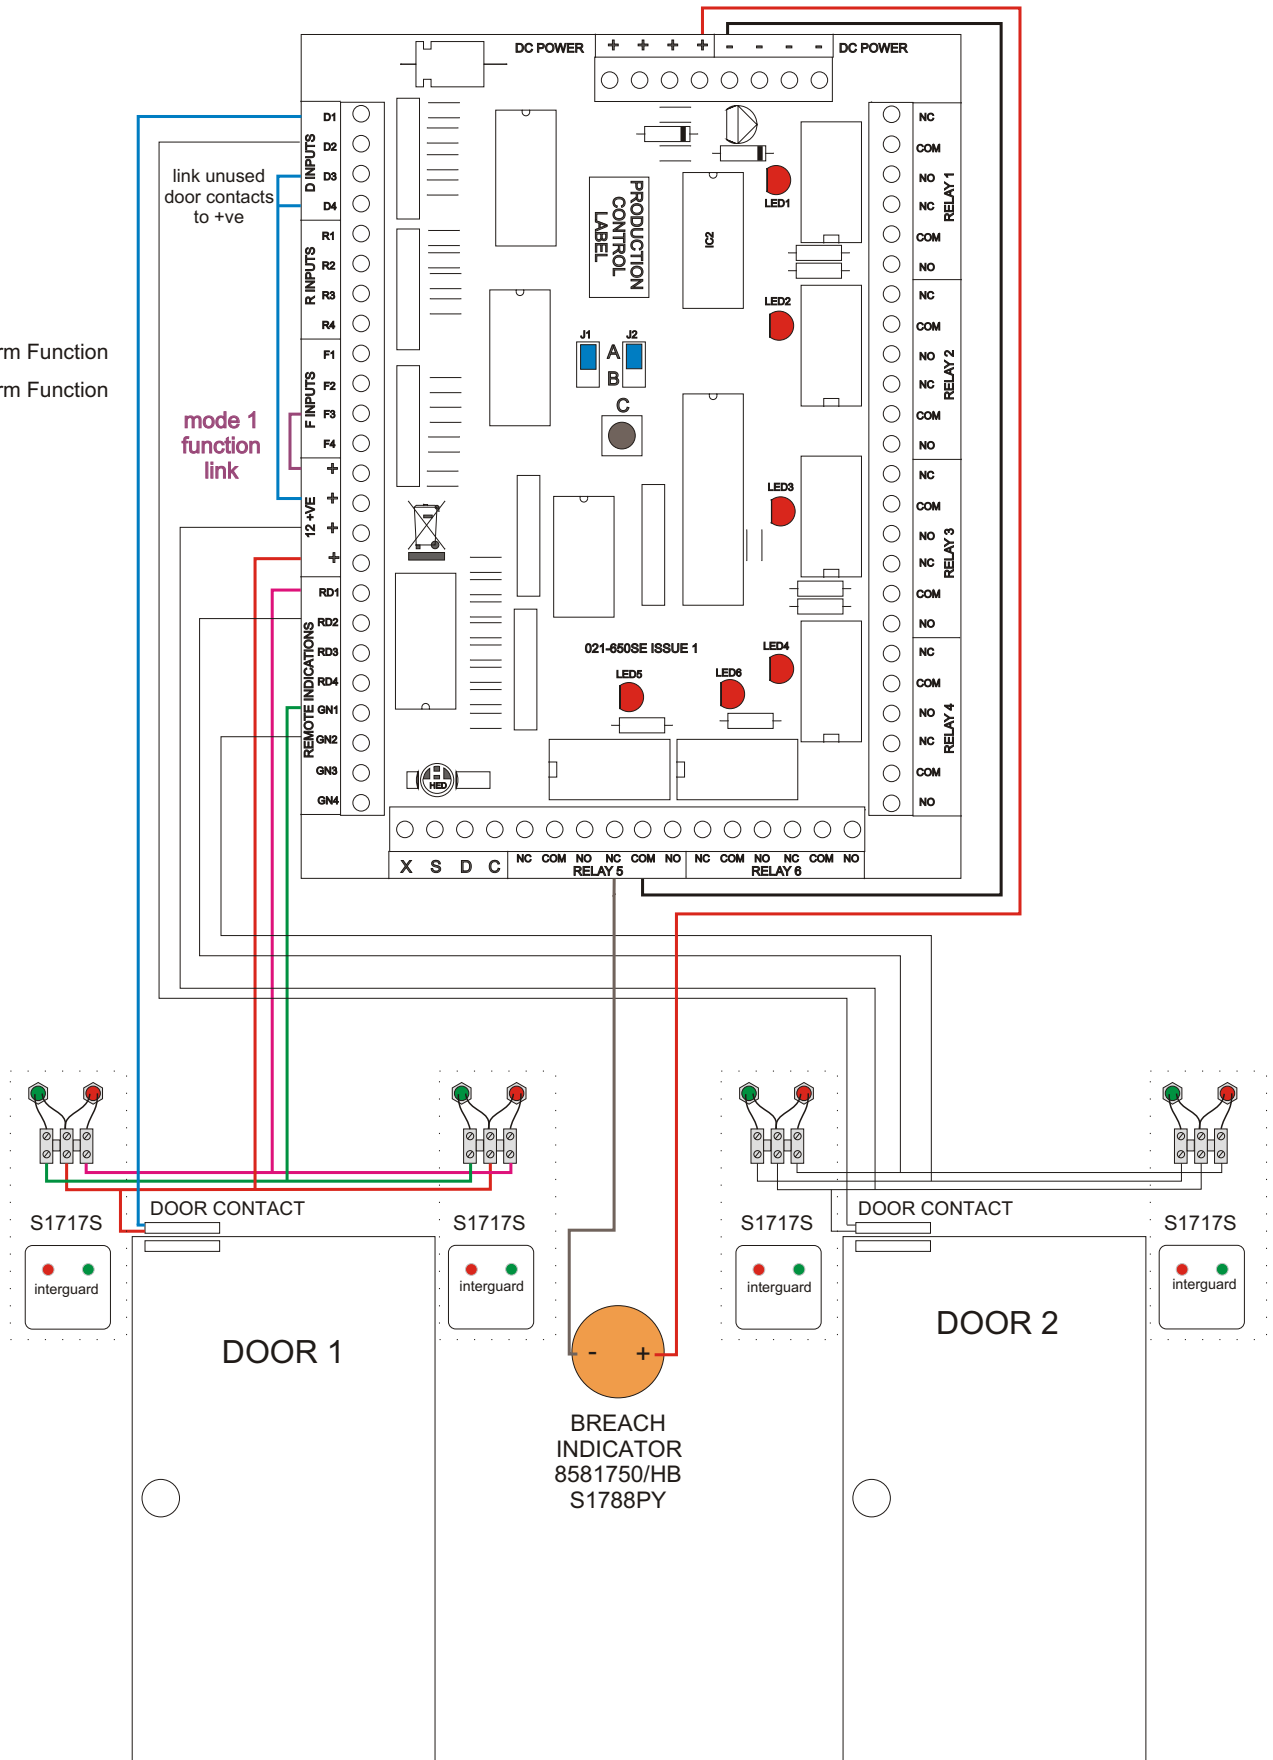 DC POWER + + + + - - - - DC POWER
D1
D2
D3
D4
D INPUTS
link unused
door contacts
to +ve
R1
R2
R3
R4
R INPUTS
rm Function
rm Function
F1
F2
F3
F4
F INPUTS
mode 1
function
link
+
+
+
+
12 +VE
RD1
RD2
RD3
RD4
GN1
GN2
GN3
GN4
REMOTE INDICATIONS
PRODUCTION
CONTROL
LABEL
IC2
LED1
LED2
J1 J2
A
B
C
LED3
021-650SE ISSUE 1
LED4
LED5
LED6
HED
NC
COM
NO
NC
COM
NO
RELAY 1
NC
COM
NO
NC
COM
NO
RELAY 2
NC
COM
NO
NC
COM
NO
RELAY 3
NC
COM
NO
NC
COM
NO
RELAY 4
X S D C NC COM NO NC COM NO NC COM NO NC COM NO
RELAY 5 RELAY 6
DOOR CONTACT
S1717S
S1717S
interguard
interguard
DOOR 1
DOOR CONTACT
S1717S
S1717S
interguard
interguard
DOOR 2
- +
BREACH
INDICATOR
8581750/HB
S1788PY